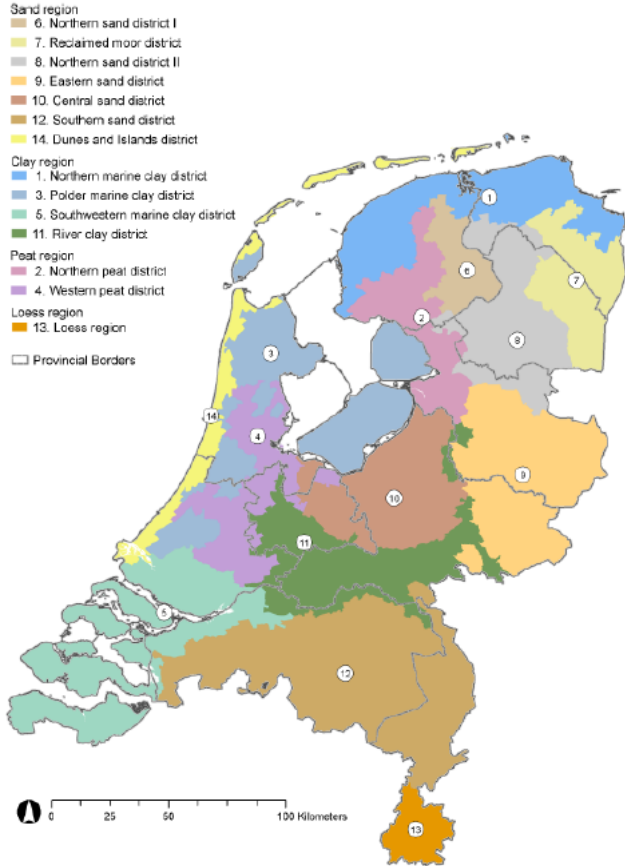 Sand region
6. Northern sand district I
7. Reclaimed moor district
8. Northern sand district II
9. Eastern sand district
10. Central sand district
12. Southern sand district
14. Dunes and Islands district
Clay region
1. Northern marine clay district
3. Polder marine clay district
5. Southwestern marine clay district
11. River clay district
Peat region
2. Northern peat district
4. Western peat district
Loess region
13. Loess region
Provincial Borders
1
6
7
2
8
3
14
4
9
10
11
5
12
13
0 25 50 100 Kilometers